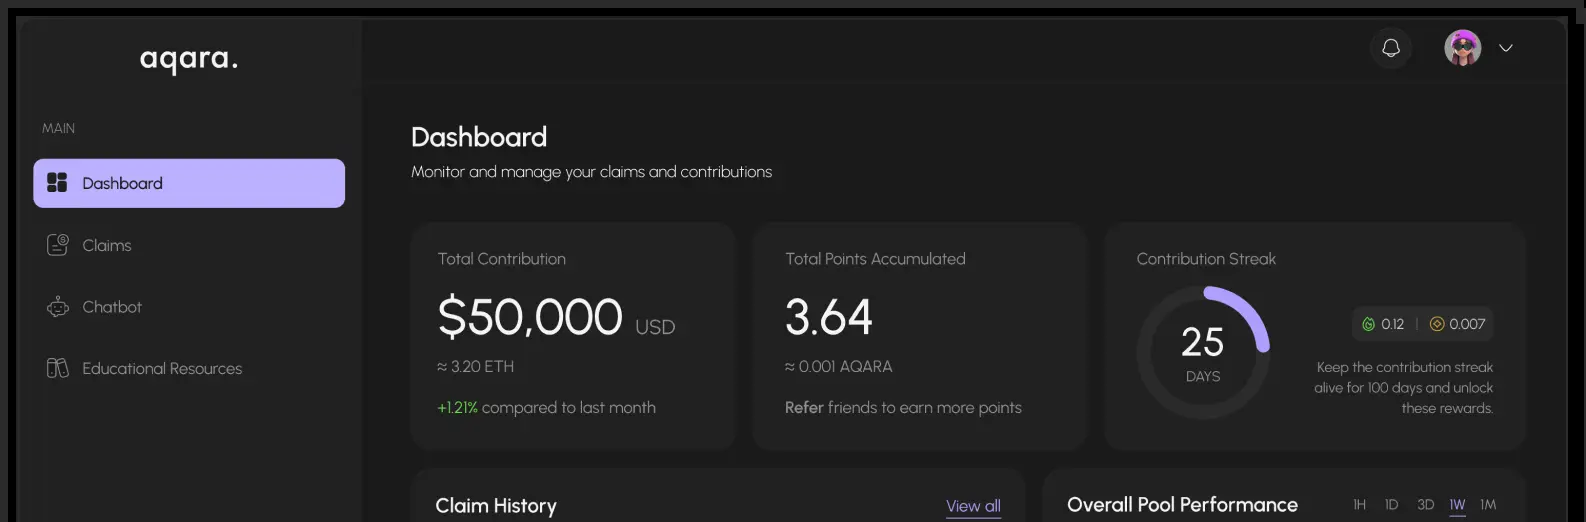 aqara.
MAIN
Dashboard
Claims
Chatbot
Educational Resources
Dashboard
Monitor and manage your claims and contributions
Total Contribution
$50,000 USD
≈ 3.20 ETH
+1.21% compared to last month
Total Points Accumulated
3.64
≈ 0.001 AQARA
Refer friends to earn more points
Contribution Streak
25
DAYS
0.12 | 0.007
Keep the contribution streak
alive for 100 days and unlock
these rewards.
Claim History
View all
Overall Pool Performance
1H 1D 3D 1W 1M